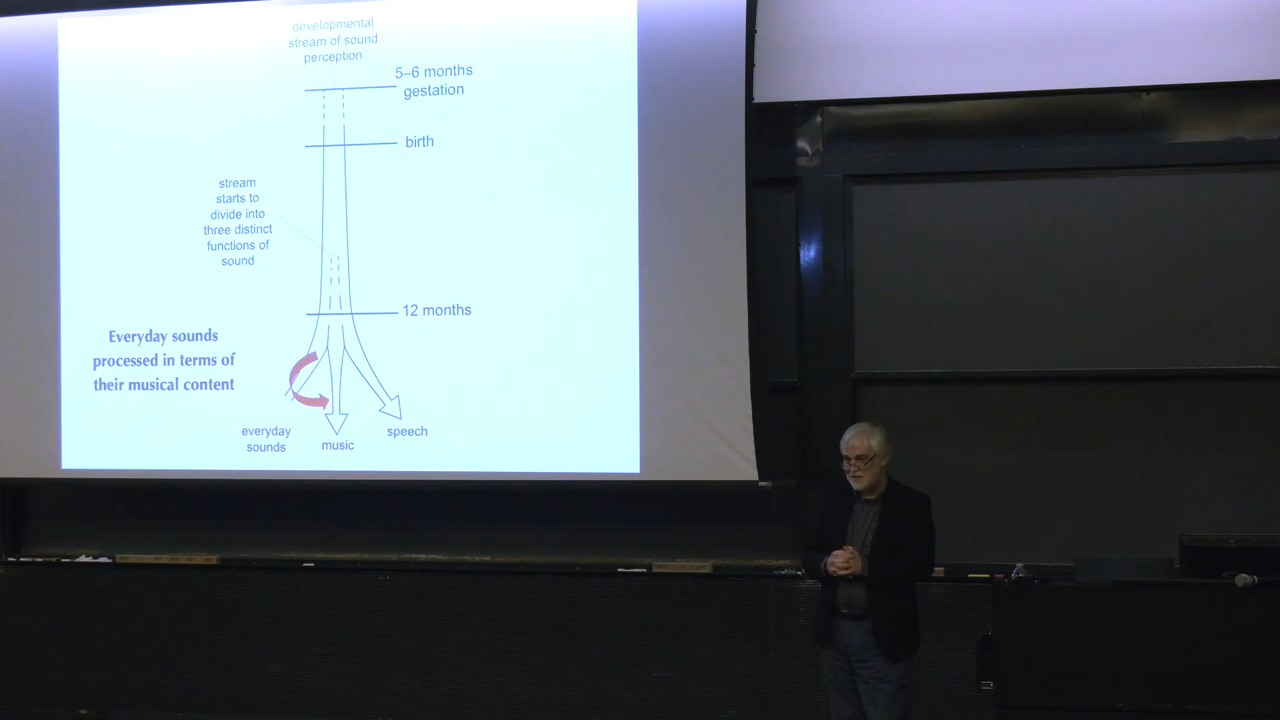 developmental
stream of sound
perception
5–6 months
gestation
birth
stream
starts to
divide into
three distinct
functions of
sound
12 months
Everyday sounds
processed in terms of
their musical content
everyday
sounds
music
speech